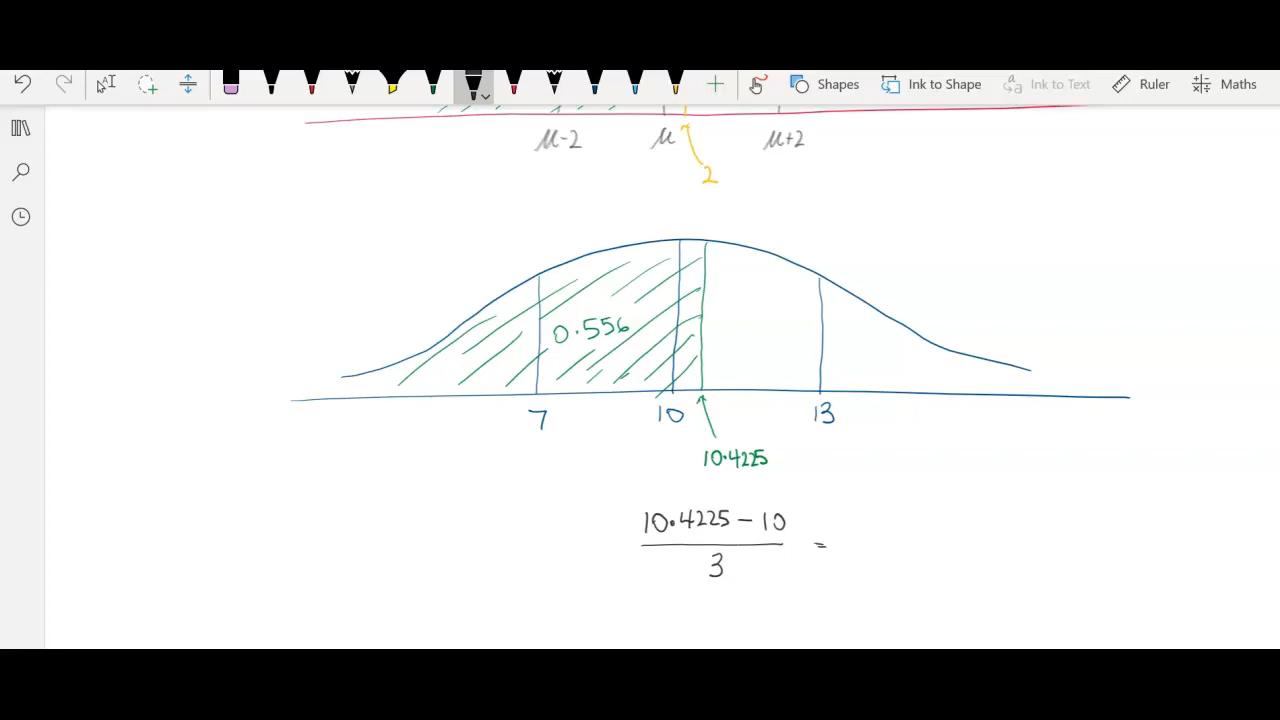 Shapes Ink to Shape Ink to Text Ruler Maths
μ-2 μ μ+2
2
0.556
7 10 13
10.4225
10.4225 - 10
3
=